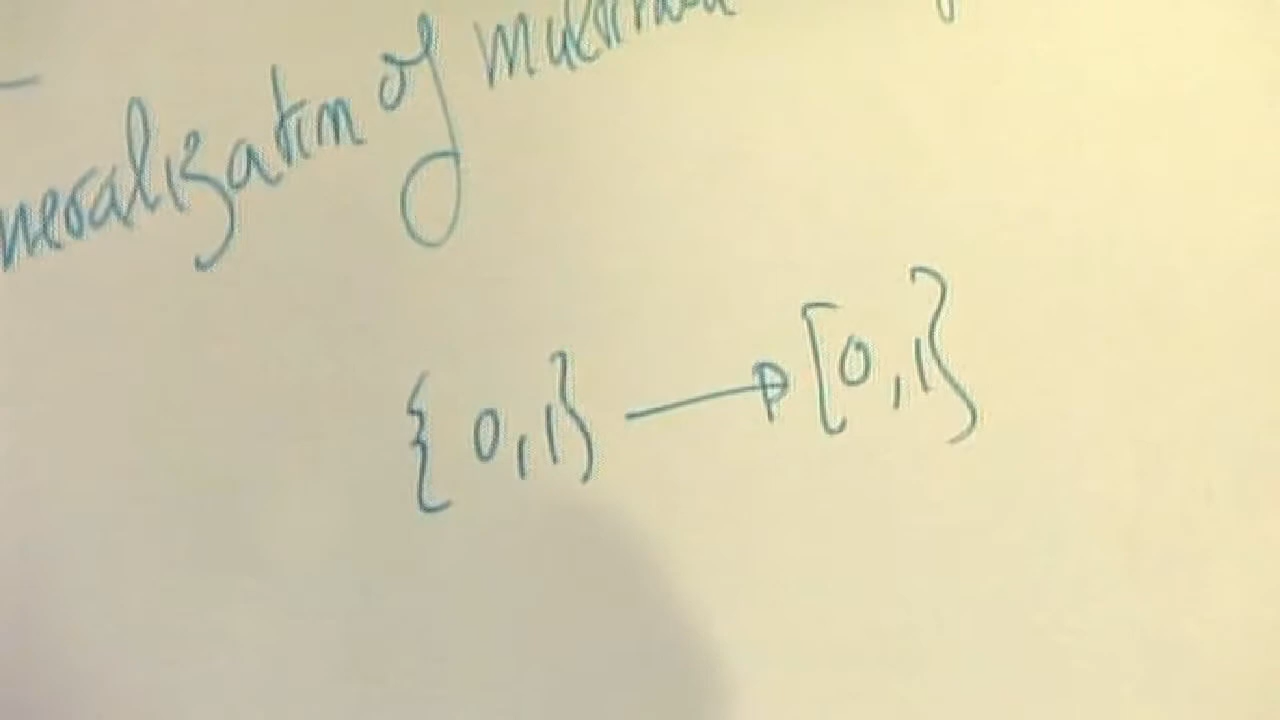 neralization of
{0,1} → [0,1}